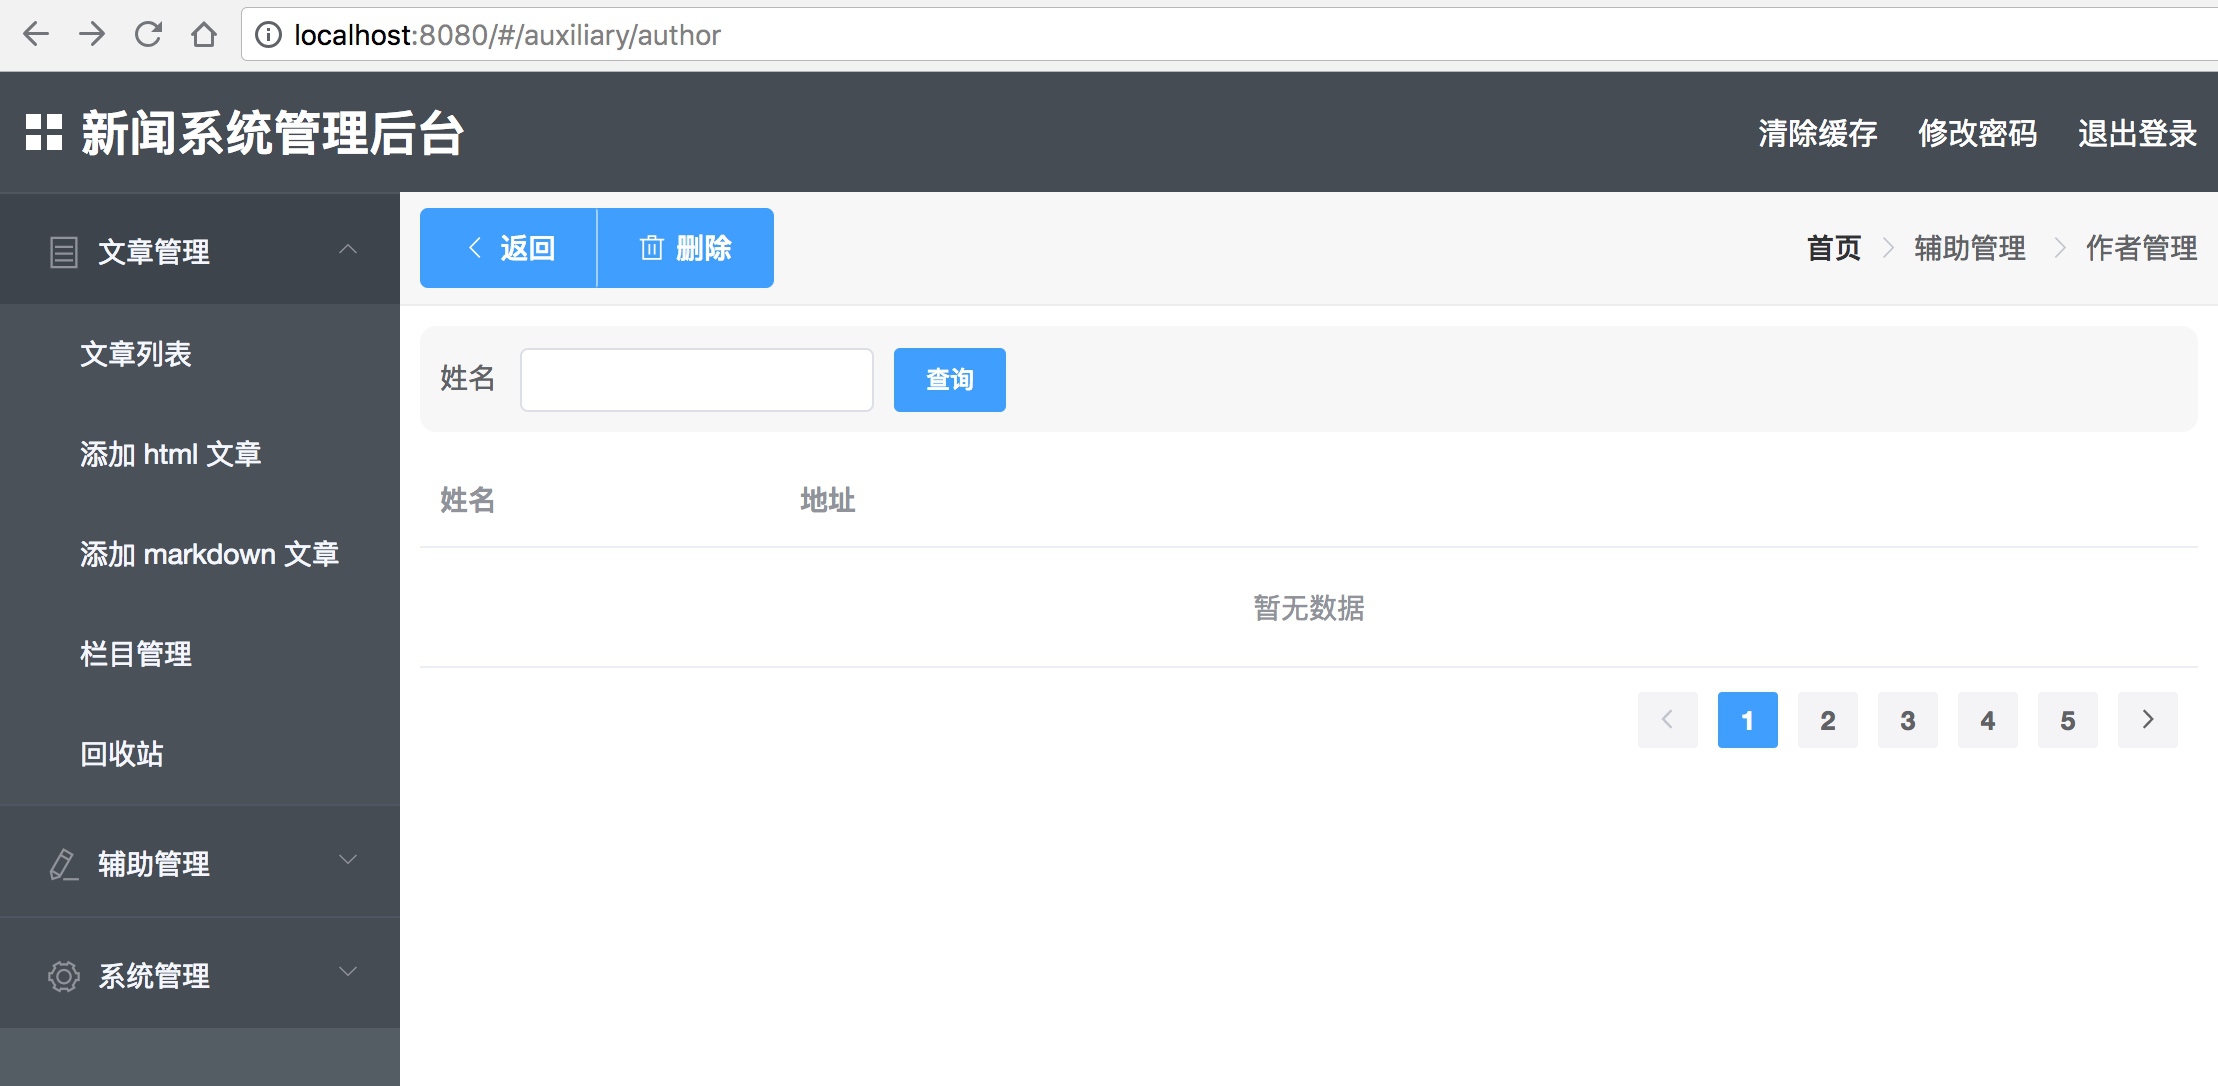 localhost:8080/#/auxiliary/author
新闻系统管理后台
清除缓存 修改密码 退出登录
文章管理
文章列表
添加 html 文章
添加 markdown 文章
栏目管理
回收站
辅助管理
系统管理
返回 删除
首页 辅助管理 作者管理
姓名 查询
姓名 地址
暂无数据
1 2 3 4 5